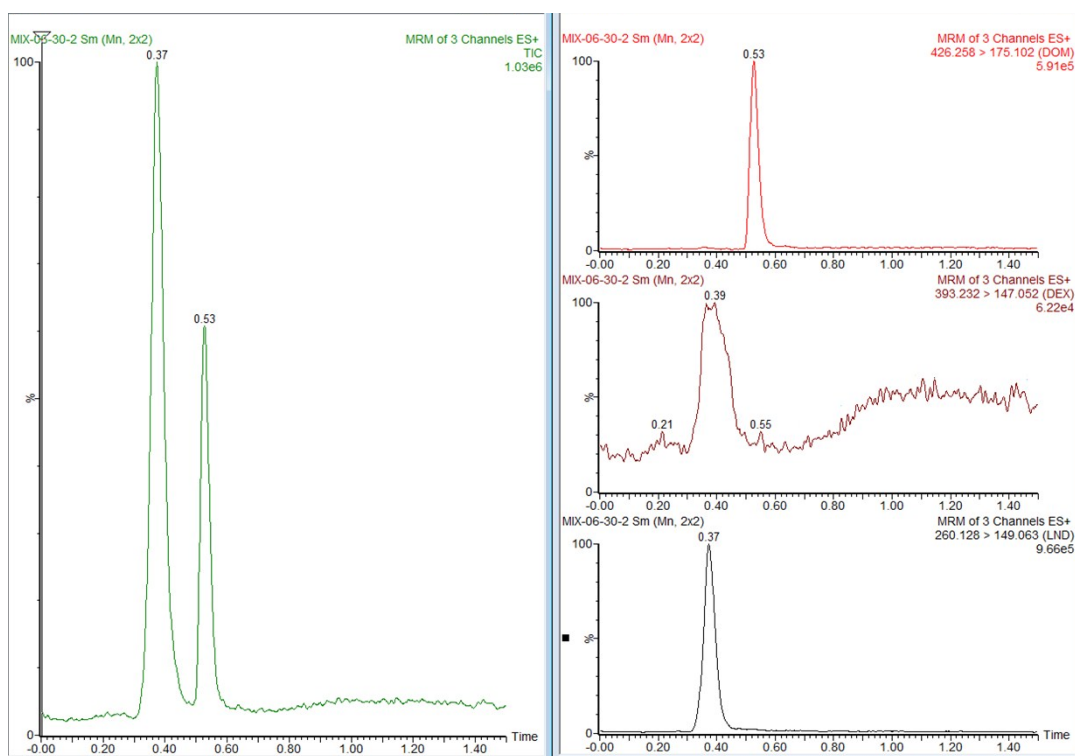 MIX-06-30-2 Sm (Mn, 2x2)
MRM of 3 Channels ES+
TIC
1.03e6
0.37
100
0.53
%
0
0.00 0.20 0.40 0.60 0.80 1.00 1.20 1.40
Time
MIX-06-30-2 Sm (Mn, 2x2)
MRM of 3 Channels ES+
426.258 > 175.102 (DOM)
5.91e5
0.53
100
%
0
-0.00 0.20 0.40 0.60 0.80 1.00 1.20 1.40
MIX-06-30-2 Sm (Mn, 2x2)
MRM of 3 Channels ES+
393.232 > 147.052 (DEX)
6.22e4
0.39
100
%
0.21
0.55
0
-0.00 0.20 0.40 0.60 0.80 1.00 1.20 1.40
MIX-06-30-2 Sm (Mn, 2x2)
MRM of 3 Channels ES+
260.128 > 149.063 (LND)
9.66e5
0.37
100
%
0
-0.00 0.20 0.40 0.60 0.80 1.00 1.20 1.40
Time